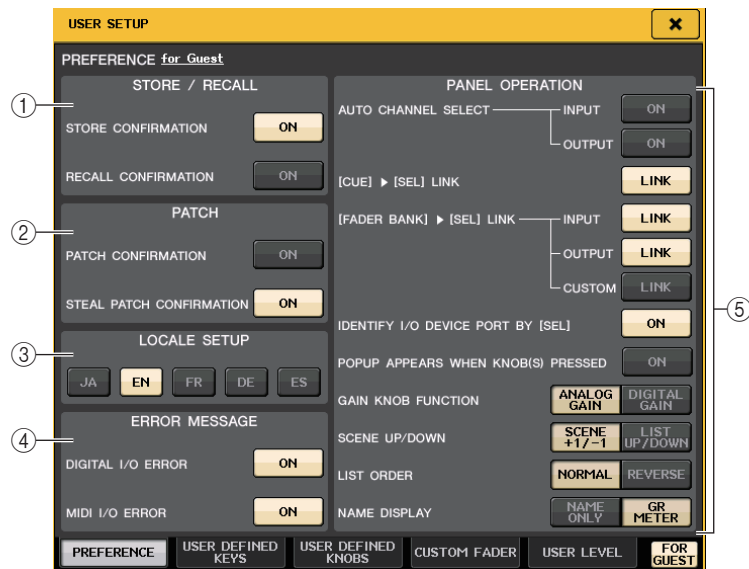 USER SETUP
PREFERENCE for Guest
1
STORE / RECALL
STORE CONFIRMATION ON
RECALL CONFIRMATION ON
2
PATCH
PATCH CONFIRMATION ON
STEAL PATCH CONFIRMATION ON
3
LOCALE SETUP
JA EN FR DE ES
4
ERROR MESSAGE
DIGITAL I/O ERROR ON
MIDI I/O ERROR ON
5
PANEL OPERATION
AUTO CHANNEL SELECT INPUT ON
OUTPUT ON
[CUE] ▶ [SEL] LINK LINK
[FADER BANK] ▶ [SEL] LINK INPUT LINK
OUTPUT LINK
CUSTOM LINK
IDENTIFY I/O DEVICE PORT BY [SEL] ON
POPUP APPEARS WHEN KNOB(S) PRESSED ON
GAIN KNOB FUNCTION ANALOG GAIN DIGITAL GAIN
SCENE UP/DOWN SCENE +1/-1 LIST UP/DOWN
LIST ORDER NORMAL REVERSE
NAME DISPLAY NAME ONLY GR METER
PREFERENCE USER DEFINED KEYS USER DEFINED KNOBS CUSTOM FADER USER LEVEL FOR GUEST